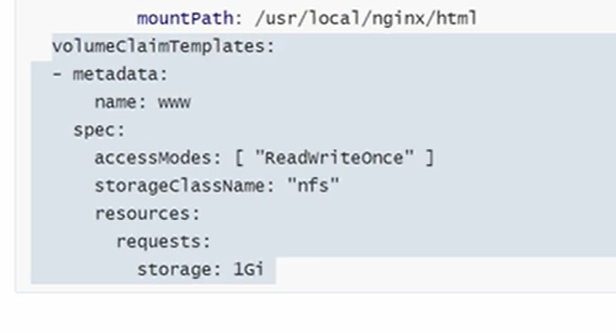 mountPath: /usr/local/nginx/html
volumeClaimTemplates:
- metadata:
name: www
spec:
accessModes: [ "ReadWriteOnce" ]
storageClassName: "nfs"
resources:
requests:
storage: 1Gi